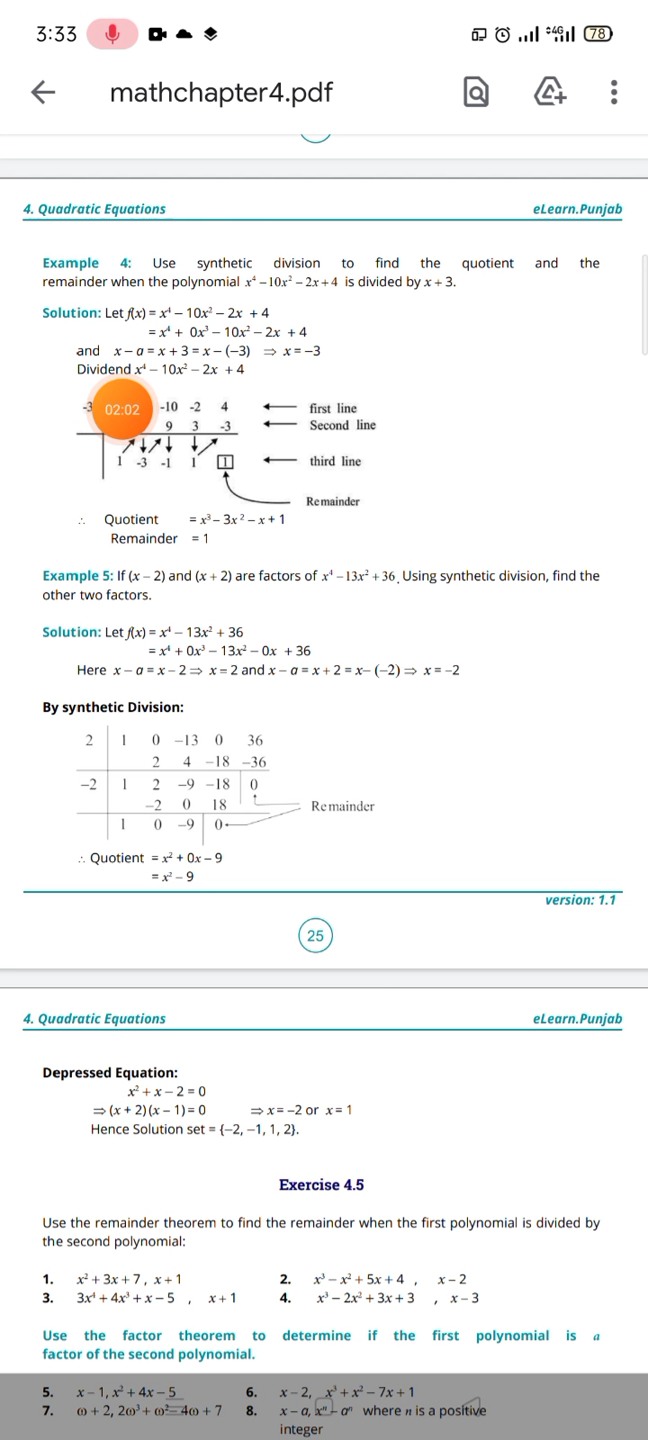 3:33 4G 78
mathchapter4.pdf
4. Quadratic Equations eLearn.Punjab
Example 4: Use synthetic division to find the quotient and the
remainder when the polynomial x⁴ – 10x² – 2x + 4 is divided by x + 3.
Solution: Let f(x) = x⁴ – 10x² – 2x + 4
= x⁴ + 0x³ – 10x² – 2x + 4
and x – a = x + 3 = x – (–3) ⇒ x = –3
Dividend x⁴ – 10x² – 2x + 4
-3 02:02 -10 -2 4 first line
9 3 -3 Second line
1 -3 -1 1 1 third line
Remainder
∴ Quotient = x³ – 3x² – x + 1
Remainder = 1
Example 5: If (x – 2) and (x + 2) are factors of x⁴ – 13x² + 36. Using synthetic division, find the
other two factors.
Solution: Let f(x) = x⁴ – 13x² + 36
= x⁴ + 0x³ – 13x² – 0x + 36
Here x – a = x – 2 ⇒ x = 2 and x – a = x + 2 = x– (–2) ⇒ x = –2
By synthetic Division:
2 1 0 –13 0 36
2 4 –18 –36
–2 1 2 –9 –18 0
–2 0 18 Remainder
1 0 –9 0
∴ Quotient = x² + 0x – 9
= x² – 9
version: 1.1
25
4. Quadratic Equations eLearn.Punjab
Depressed Equation:
x² + x – 2 = 0
⇒ (x + 2)(x – 1) = 0 ⇒ x = –2 or x = 1
Hence Solution set = {–2, –1, 1, 2}.
Exercise 4.5
Use the remainder theorem to find the remainder when the first polynomial is divided by
the second polynomial:
1. x² + 3x + 7 , x + 1 2. x³ – x² + 5x + 4 , x – 2
3. 3x⁴ + 4x³ + x – 5 , x + 1 4. x³ – 2x² + 3x + 3 , x – 3
Use the factor theorem to determine if the first polynomial is a
factor of the second polynomial.
5. x – 1, x² + 4x – 5 6. x – 2, x³ + x² – 7x + 1
7. ω + 2, 2ω³ + ω² – 4ω + 7 8. x – a, xⁿ – aⁿ where n is a positive
integer